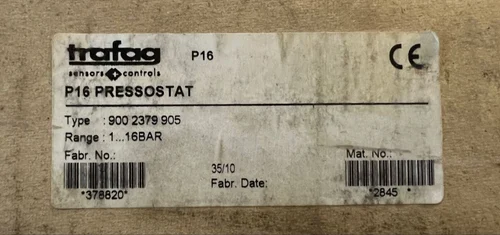 trafag P16 CE
sensors controls
P16 PRESSOSTAT
Type : 900 2379 905
Range : 1...16BAR
Fabr. No.: 35/10 Mat. No.:
Fabr. Date:
*378820* *2845 *